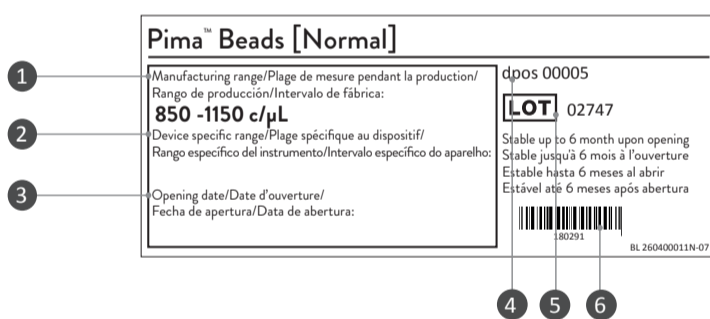 Pima™ Beads [Normal]
1
Manufacturing range/Plage de mesure pendant la production/
Rango de producción/Intervalo de fábrica:
850 -1150 c/µL
2
Device specific range/Plage spécifique au dispositif/
Rango específico del instrumento/Intervalo específico do aparelho:
3
Opening date/Date d'ouverture/
Fecha de apertura/Data de abertura:
dpos 00005
LOT 02747
Stable up to 6 month upon opening
Stable jusqu'à 6 mois à l'ouverture
Estable hasta 6 meses al abrir
Estável até 6 meses após abertura
180291
BL 260400011N-07
4 5 6